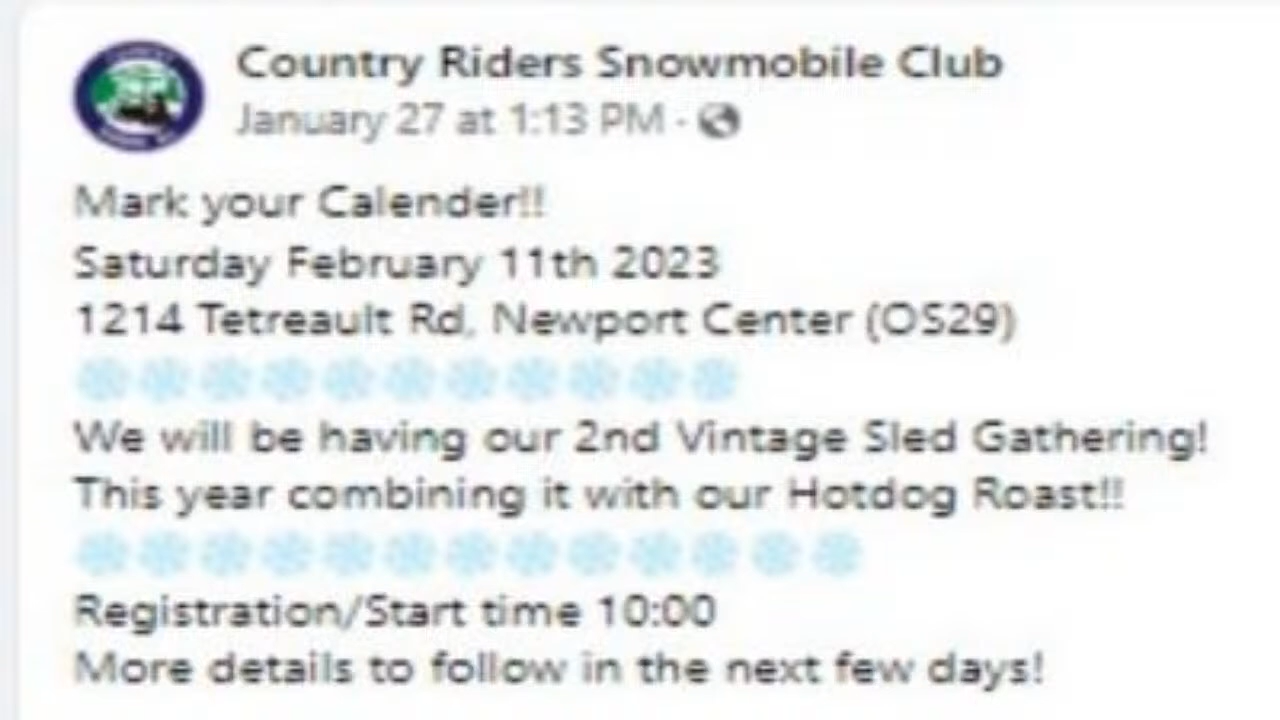 Country Riders Snowmobile Club
January 27 at 1:13 PM ·
Mark your Calender!!
Saturday February 11th 2023
1214 Tetreault Rd, Newport Center (OS29)
❄❄❄❄❄❄❄❄❄❄❄
We will be having our 2nd Vintage Sled Gathering!
This year combining it with our Hotdog Roast!!
❄❄❄❄❄❄❄❄❄❄❄❄❄
Registration/Start time 10:00
More details to follow in the next few days!